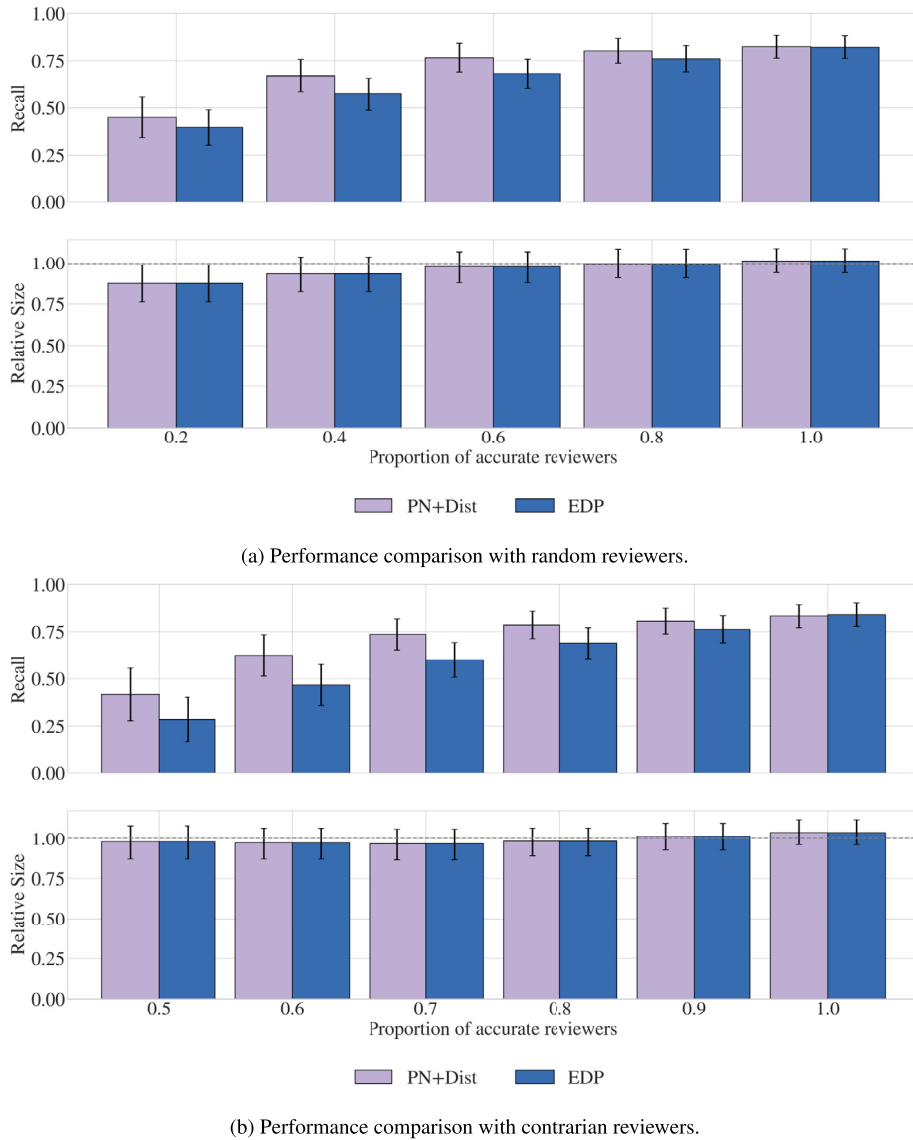 1.00
0.75
0.50
0.25
0.00
Recall
1.00
0.75
0.50
0.25
0.00
Relative Size
0.2 0.4 0.6 0.8 1.0
Proportion of accurate reviewers
PN+Dist EDP
(a) Performance comparison with random reviewers.
1.00
0.75
0.50
0.25
0.00
Recall
1.00
0.75
0.50
0.25
0.00
Relative Size
0.5 0.6 0.7 0.8 0.9 1.0
Proportion of accurate reviewers
PN+Dist EDP
(b) Performance comparison with contrarian reviewers.